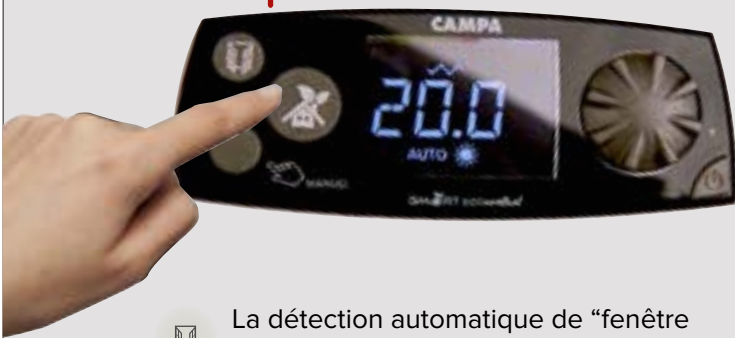 CAMPA
20.0
AUTO
MANUEL
La détection automatique de “fenêtre